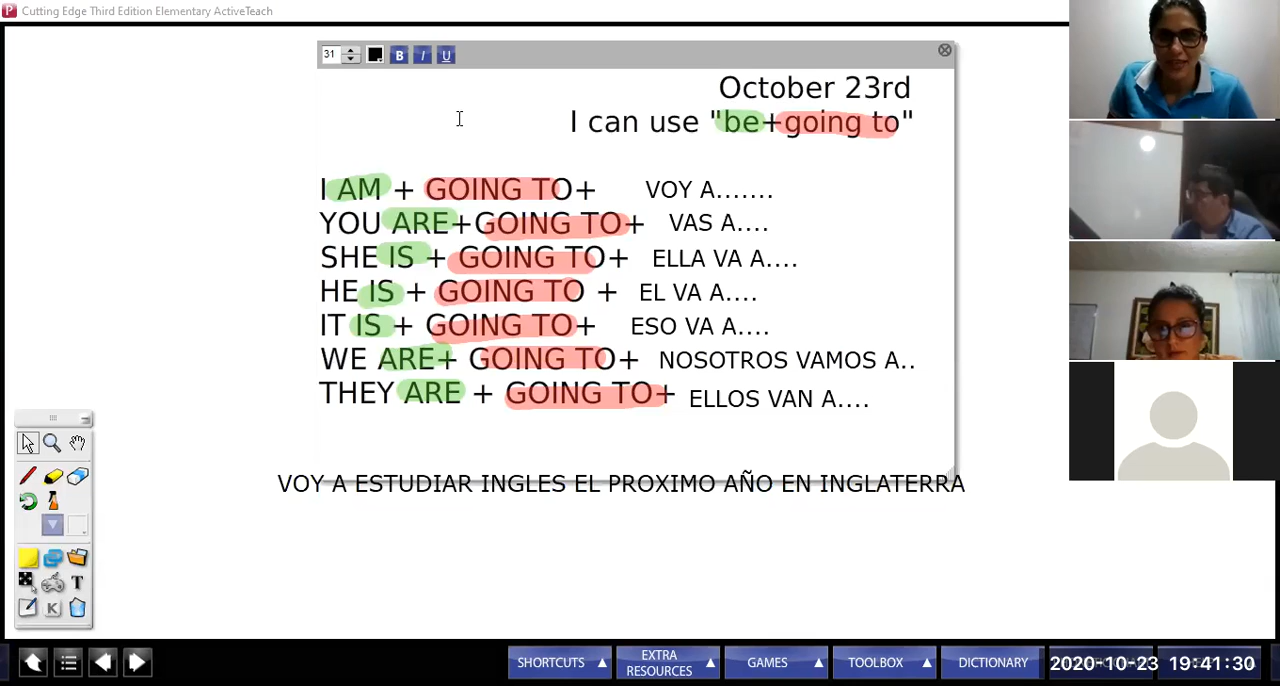 Cutting Edge Third Edition Elementary ActiveTeach
31 B I U
October 23rd
I can use "be+going to"
I AM + GOING TO+ VOY A.......
YOU ARE+GOING TO+ VAS A....
SHE IS + GOING TO+ ELLA VA A....
HE IS + GOING TO + EL VA A....
IT IS + GOING TO+ ESO VA A....
WE ARE+ GOING TO+ NOSOTROS VAMOS A..
THEY ARE + GOING TO+ ELLOS VAN A....
VOY A ESTUDIAR INGLES EL PROXIMO AÑO EN INGLATERRA
T
K
SHORTCUTS EXTRA RESOURCES GAMES TOOLBOX DICTIONARY 2020-10-23 19:41:30